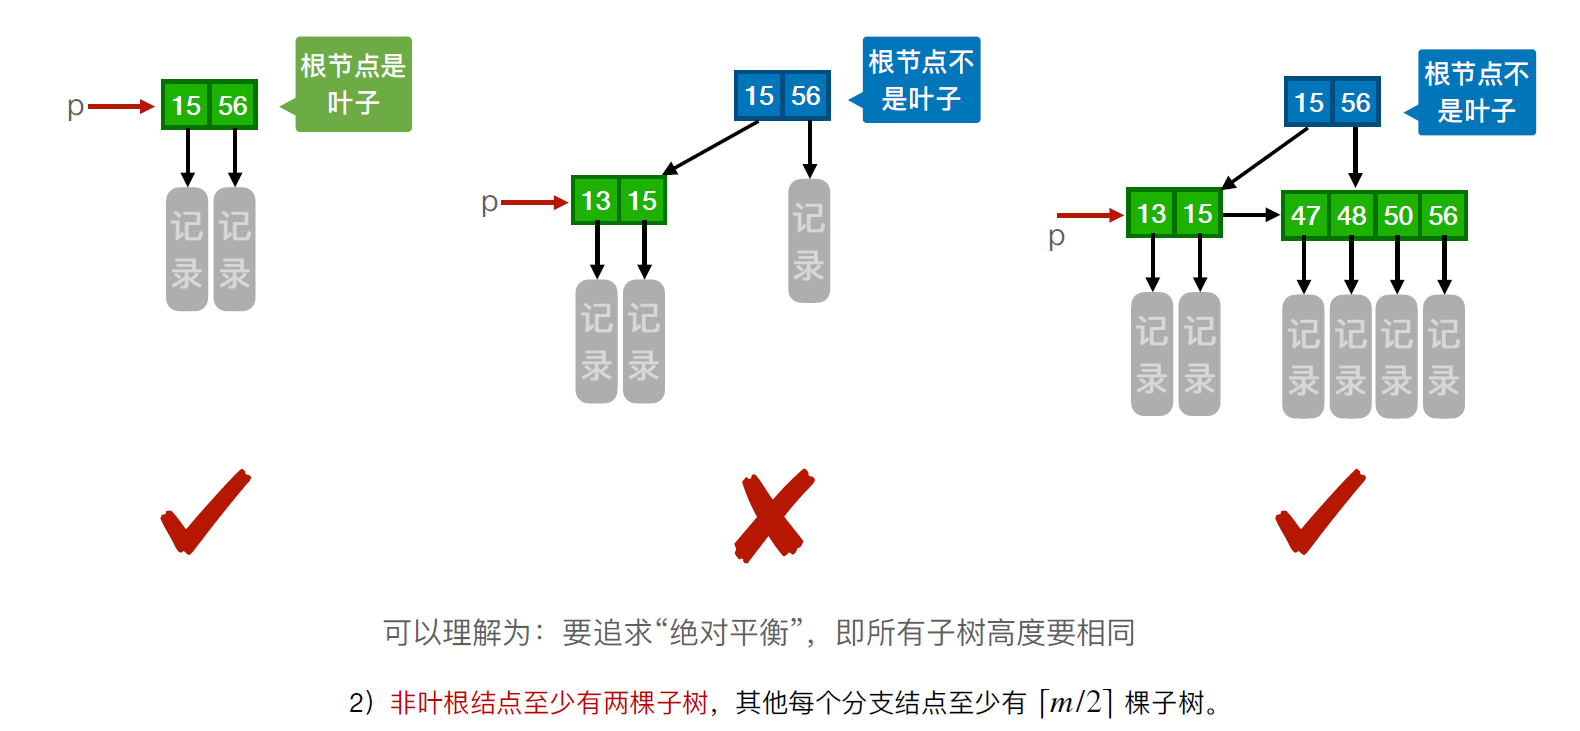 根节点是
叶子
p
15 56
记录 记录
根节点不
是叶子
15 56
p
13 15
记录
记录 记录
根节点不
是叶子
15 56
p
13 15
47 48 50 56
记录 记录
记录 记录 记录 记录
可以理解为：要追求“绝对平衡”，即所有子树高度要相同
2）非叶根结点至少有两棵子树，其他每个分支结点至少有 ⌈m/2⌉ 棵子树。